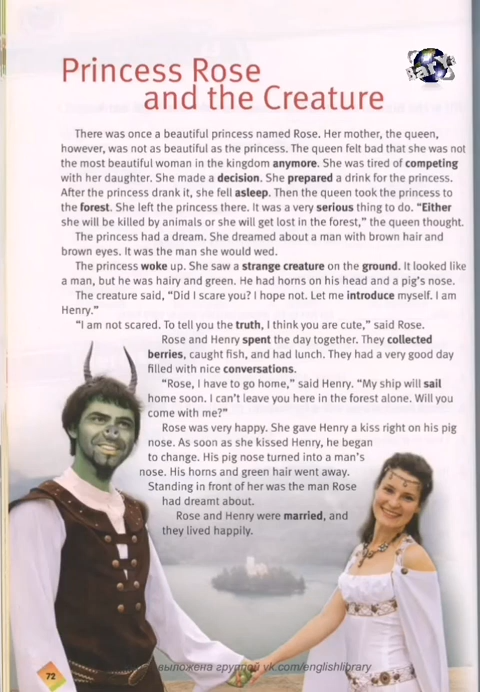 Princess Rose
and the Creature
There was once a beautiful princess named Rose. Her mother, the queen,
however, was not as beautiful as the princess. The queen felt bad that she was not
the most beautiful woman in the kingdom anymore. She was tired of competing
with her daughter. She made a decision. She prepared a drink for the princess.
After the princess drank it, she fell asleep. Then the queen took the princess to
the forest. She left the princess there. It was a very serious thing to do. “Either
she will be killed by animals or she will get lost in the forest,” the queen thought.
The princess had a dream. She dreamed about a man with brown hair and
brown eyes. It was the man she would wed.
The princess woke up. She saw a strange creature on the ground. It looked like
a man, but he was hairy and green. He had horns on his head and a pig’s nose.
The creature said, “Did I scare you? I hope not. Let me introduce myself. I am
Henry.”
“I am not scared. To tell you the truth, I think you are cute,” said Rose.
Rose and Henry spent the day together. They collected
berries, caught fish, and had lunch. They had a very good day
filled with nice conversations.
“Rose, I have to go home,” said Henry. “My ship will sail
home soon. I can’t leave you here in the forest alone. Will you
come with me?”
Rose was very happy. She gave Henry a kiss right on his pig
nose. As soon as she kissed Henry, he began
to change. His pig nose turned into a man’s
nose. His horns and green hair went away.
Standing in front of her was the man Rose
had dreamt about.
Rose and Henry were married, and
they lived happily.
72
выложена группой vk.com/englishlibrary